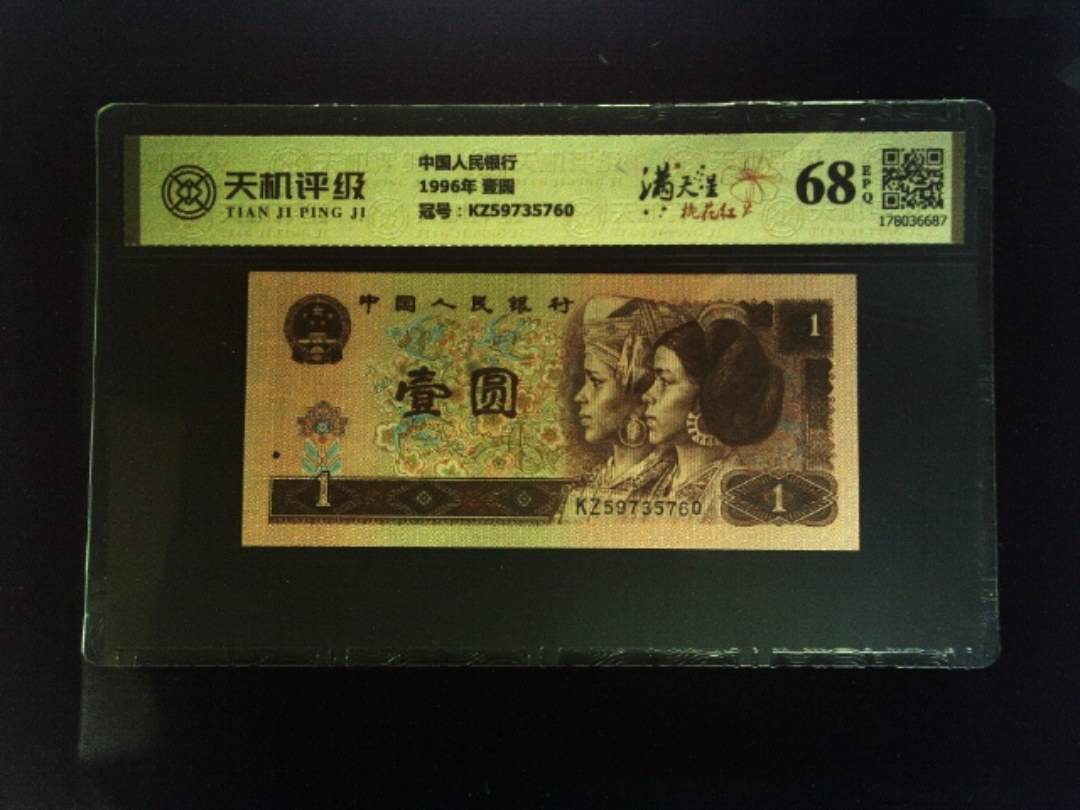 天机评级
TIAN JI PING JI
中国人民银行
1996年 壹圆
冠号：KZ59735760
满天星
桃花红
68
EPQ
178036687
中国人民银行
1
壹圆
1
KZ59735760
1